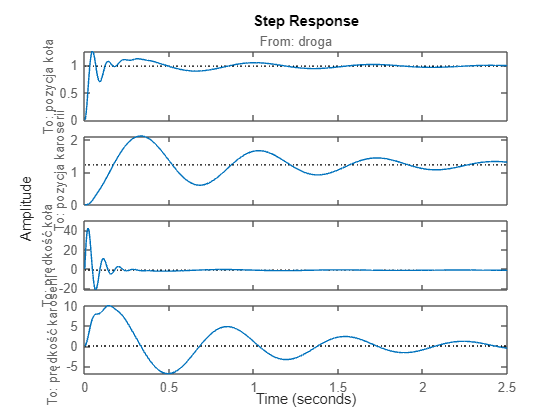 Step Response
From: droga
To: pozycja koła
1
0.5
0
To: pozycja karoserii
2
1
0
Amplitude
To: prędkość koła
40
20
0
-20
To: prędkość karoserii
10
5
0
-5
0
0.5
1
1.5
2
2.5
Time (seconds)